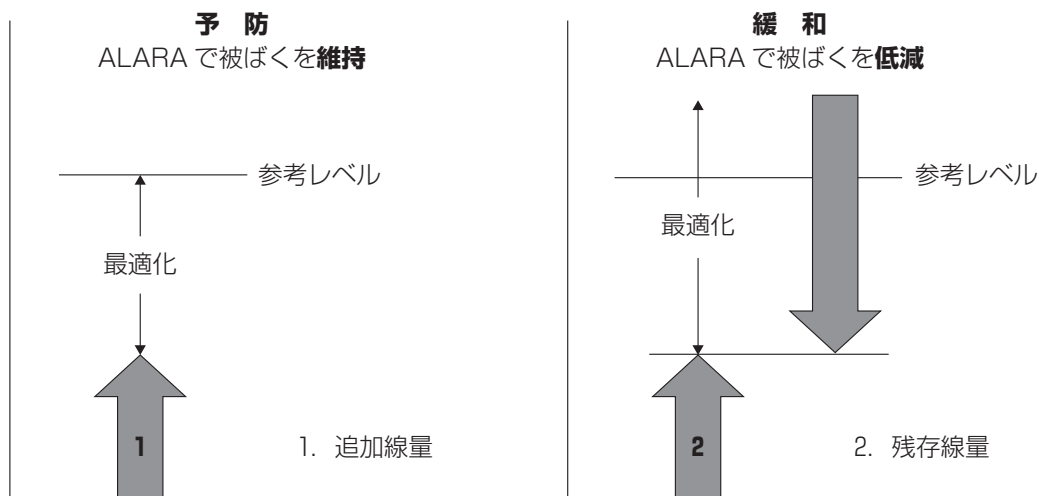 予 防
ALARA で被ばくを維持
参考レベル
最適化
1
1. 追加線量
緩 和
ALARA で被ばくを低減
参考レベル
最適化
2
2. 残存線量